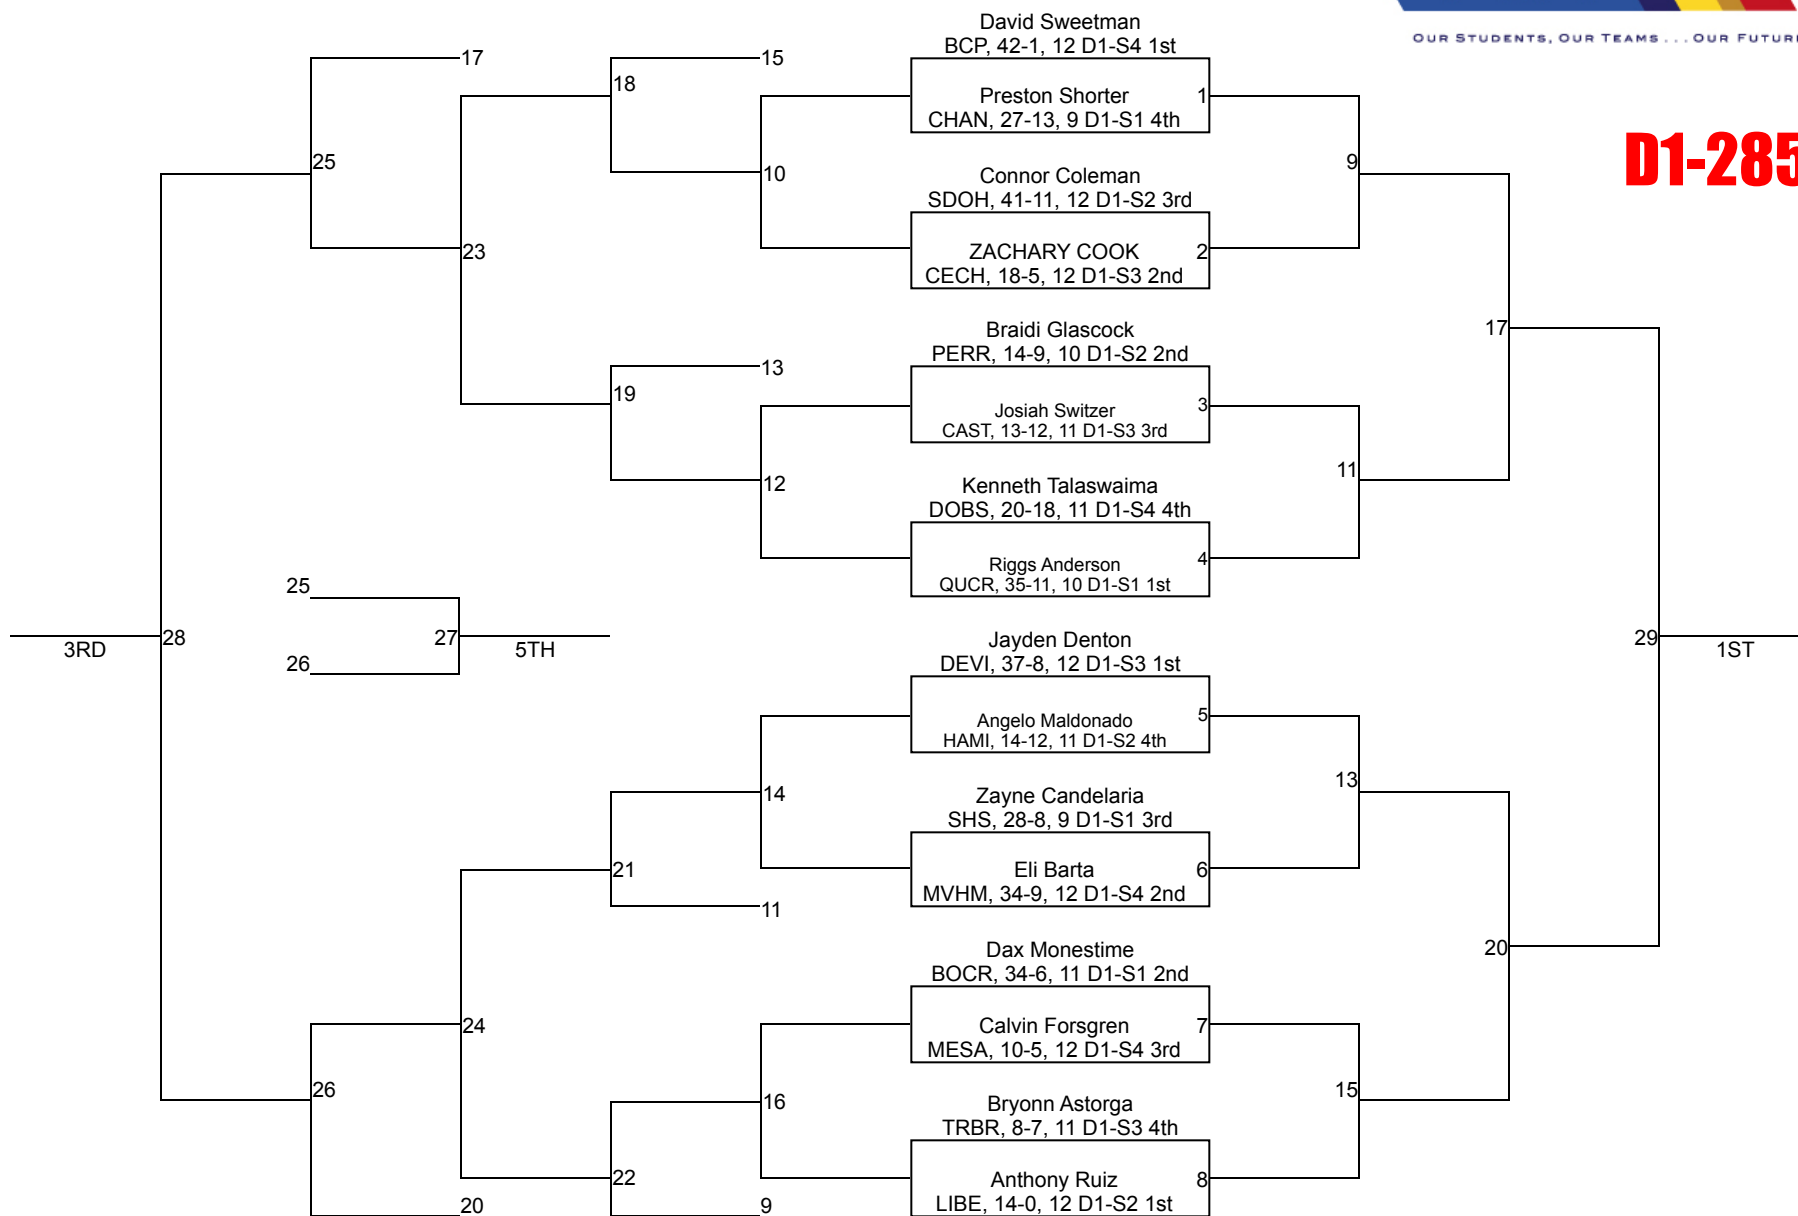 OUR STUDENTS, OUR TEAMS...OUR FUTURE
D1-285
David Sweetman
BCP, 42-1, 12 D1-S4 1st
17
15
18
Preston Shorter
1
CHAN, 27-13, 9 D1-S1 4th
25
9
10
Connor Coleman
SDOH, 41-11, 12 D1-S2 3rd
23
ZACHARY COOK
2
CECH, 18-5, 12 D1-S3 2nd
17
Braidi Glascock
PERR, 14-9, 10 D1-S2 2nd
13
19
Josiah Switzer
3
CAST, 13-12, 11 D1-S3 3rd
11
12
Kenneth Talaswaima
DOBS, 20-18, 11 D1-S4 4th
Riggs Anderson
4
QUCR, 35-11, 10 D1-S1 1st
25
28
27
29
3RD
5TH
1ST
26
Jayden Denton
DEVI, 37-8, 12 D1-S3 1st
Angelo Maldonado
5
HAMI, 14-12, 11 D1-S2 4th
13
14
Zayne Candelaria
SHS, 28-8, 9 D1-S1 3rd
21
Eli Barta
6
MVHM, 34-9, 12 D1-S4 2nd
11
20
Dax Monestime
BOCR, 34-6, 11 D1-S1 2nd
24
Calvin Forsgren
7
MESA, 10-5, 12 D1-S4 3rd
26
15
16
Bryonn Astorga
TRBR, 8-7, 11 D1-S3 4th
22
Anthony Ruiz
8
LIBE, 14-0, 12 D1-S2 1st
20
9